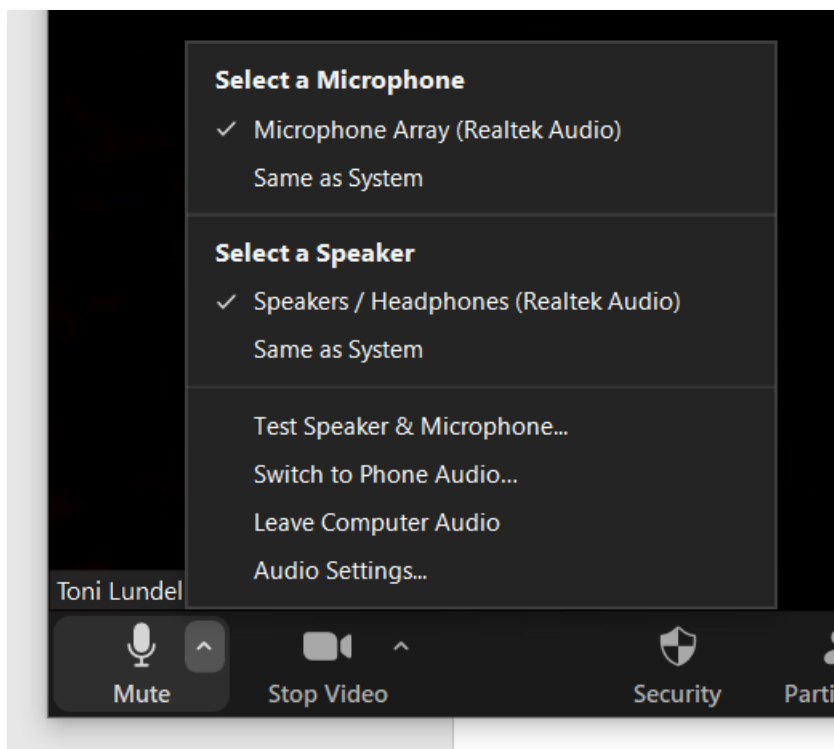 Select a Microphone
Microphone Array (Realtek Audio)
Same as System
Select a Speaker
Speakers / Headphones (Realtek Audio)
Same as System
Test Speaker & Microphone...
Switch to Phone Audio...
Leave Computer Audio
Audio Settings...
Toni Lundel
Mute
Stop Video
Security
Parti